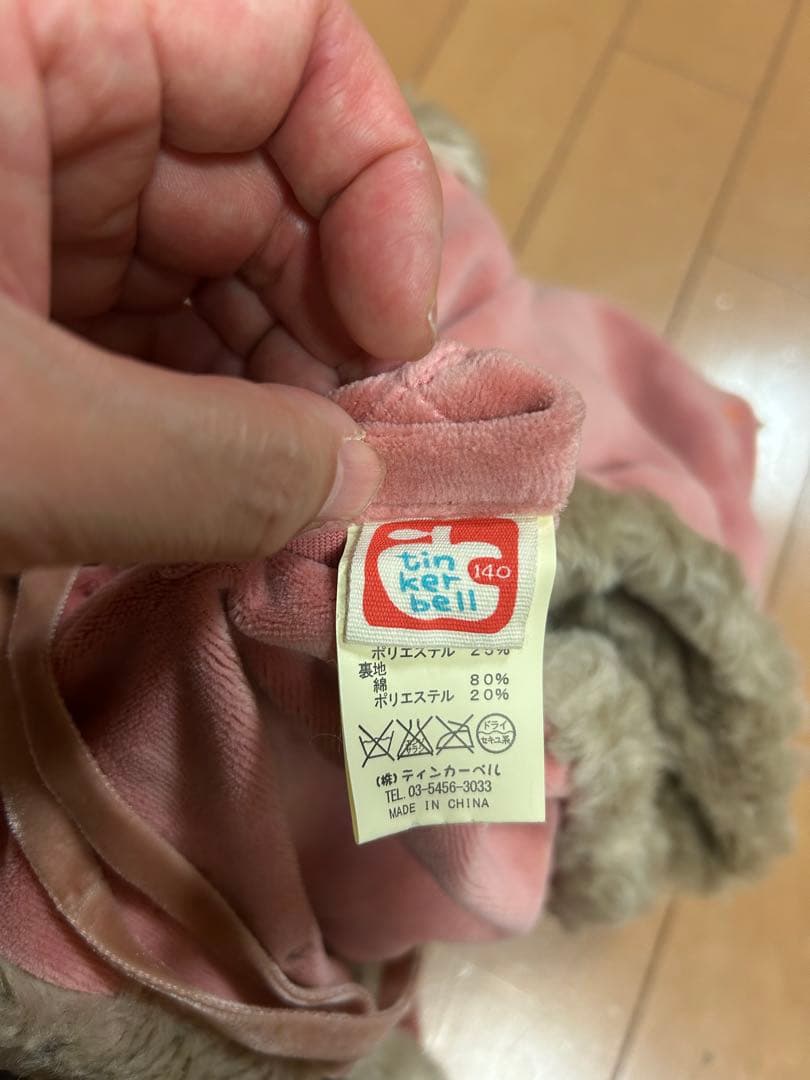 tin
ker
bell
140
ポリエステル 25%
裏地
綿 80%
ポリエステル 20%
ドライ
セキユ系
(株)ティンカーベル
TEL. 03-5456-3033
MADE IN CHINA